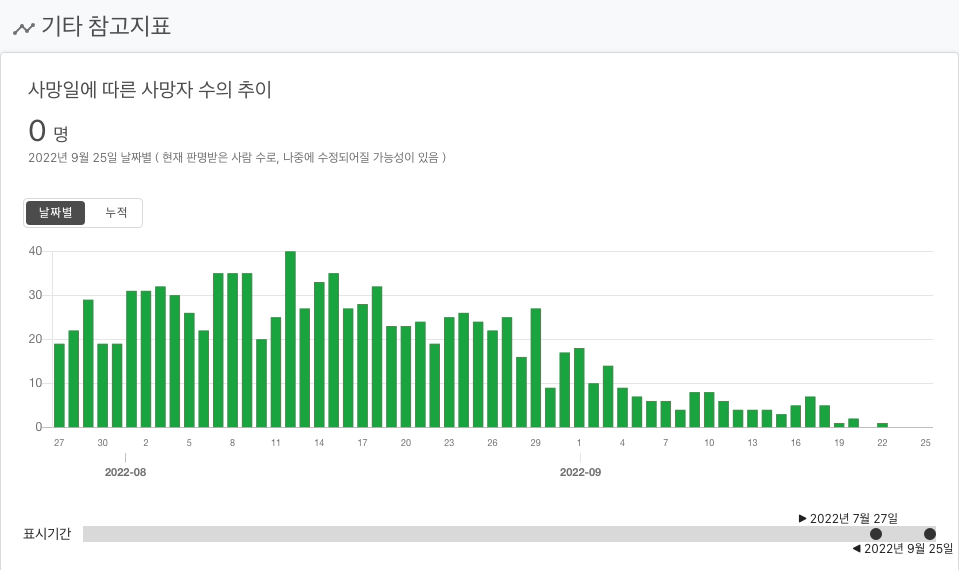 기타 참고지표
사망일에 따른 사망자 수의 추이
0 명
2022년 9월 25일 날짜별 ( 현재 판명받은 사람 수로, 나중에 수정되어질 가능성이 있음 )
날짜별 누적
40
30
20
10
0
27 30 2 5 8 11 14 17 20 23 26 29 1 4 7 10 13 16 19 22 25
2022-08 2022-09
▶ 2022년 7월 27일
표시기간
◀ 2022년 9월 25일